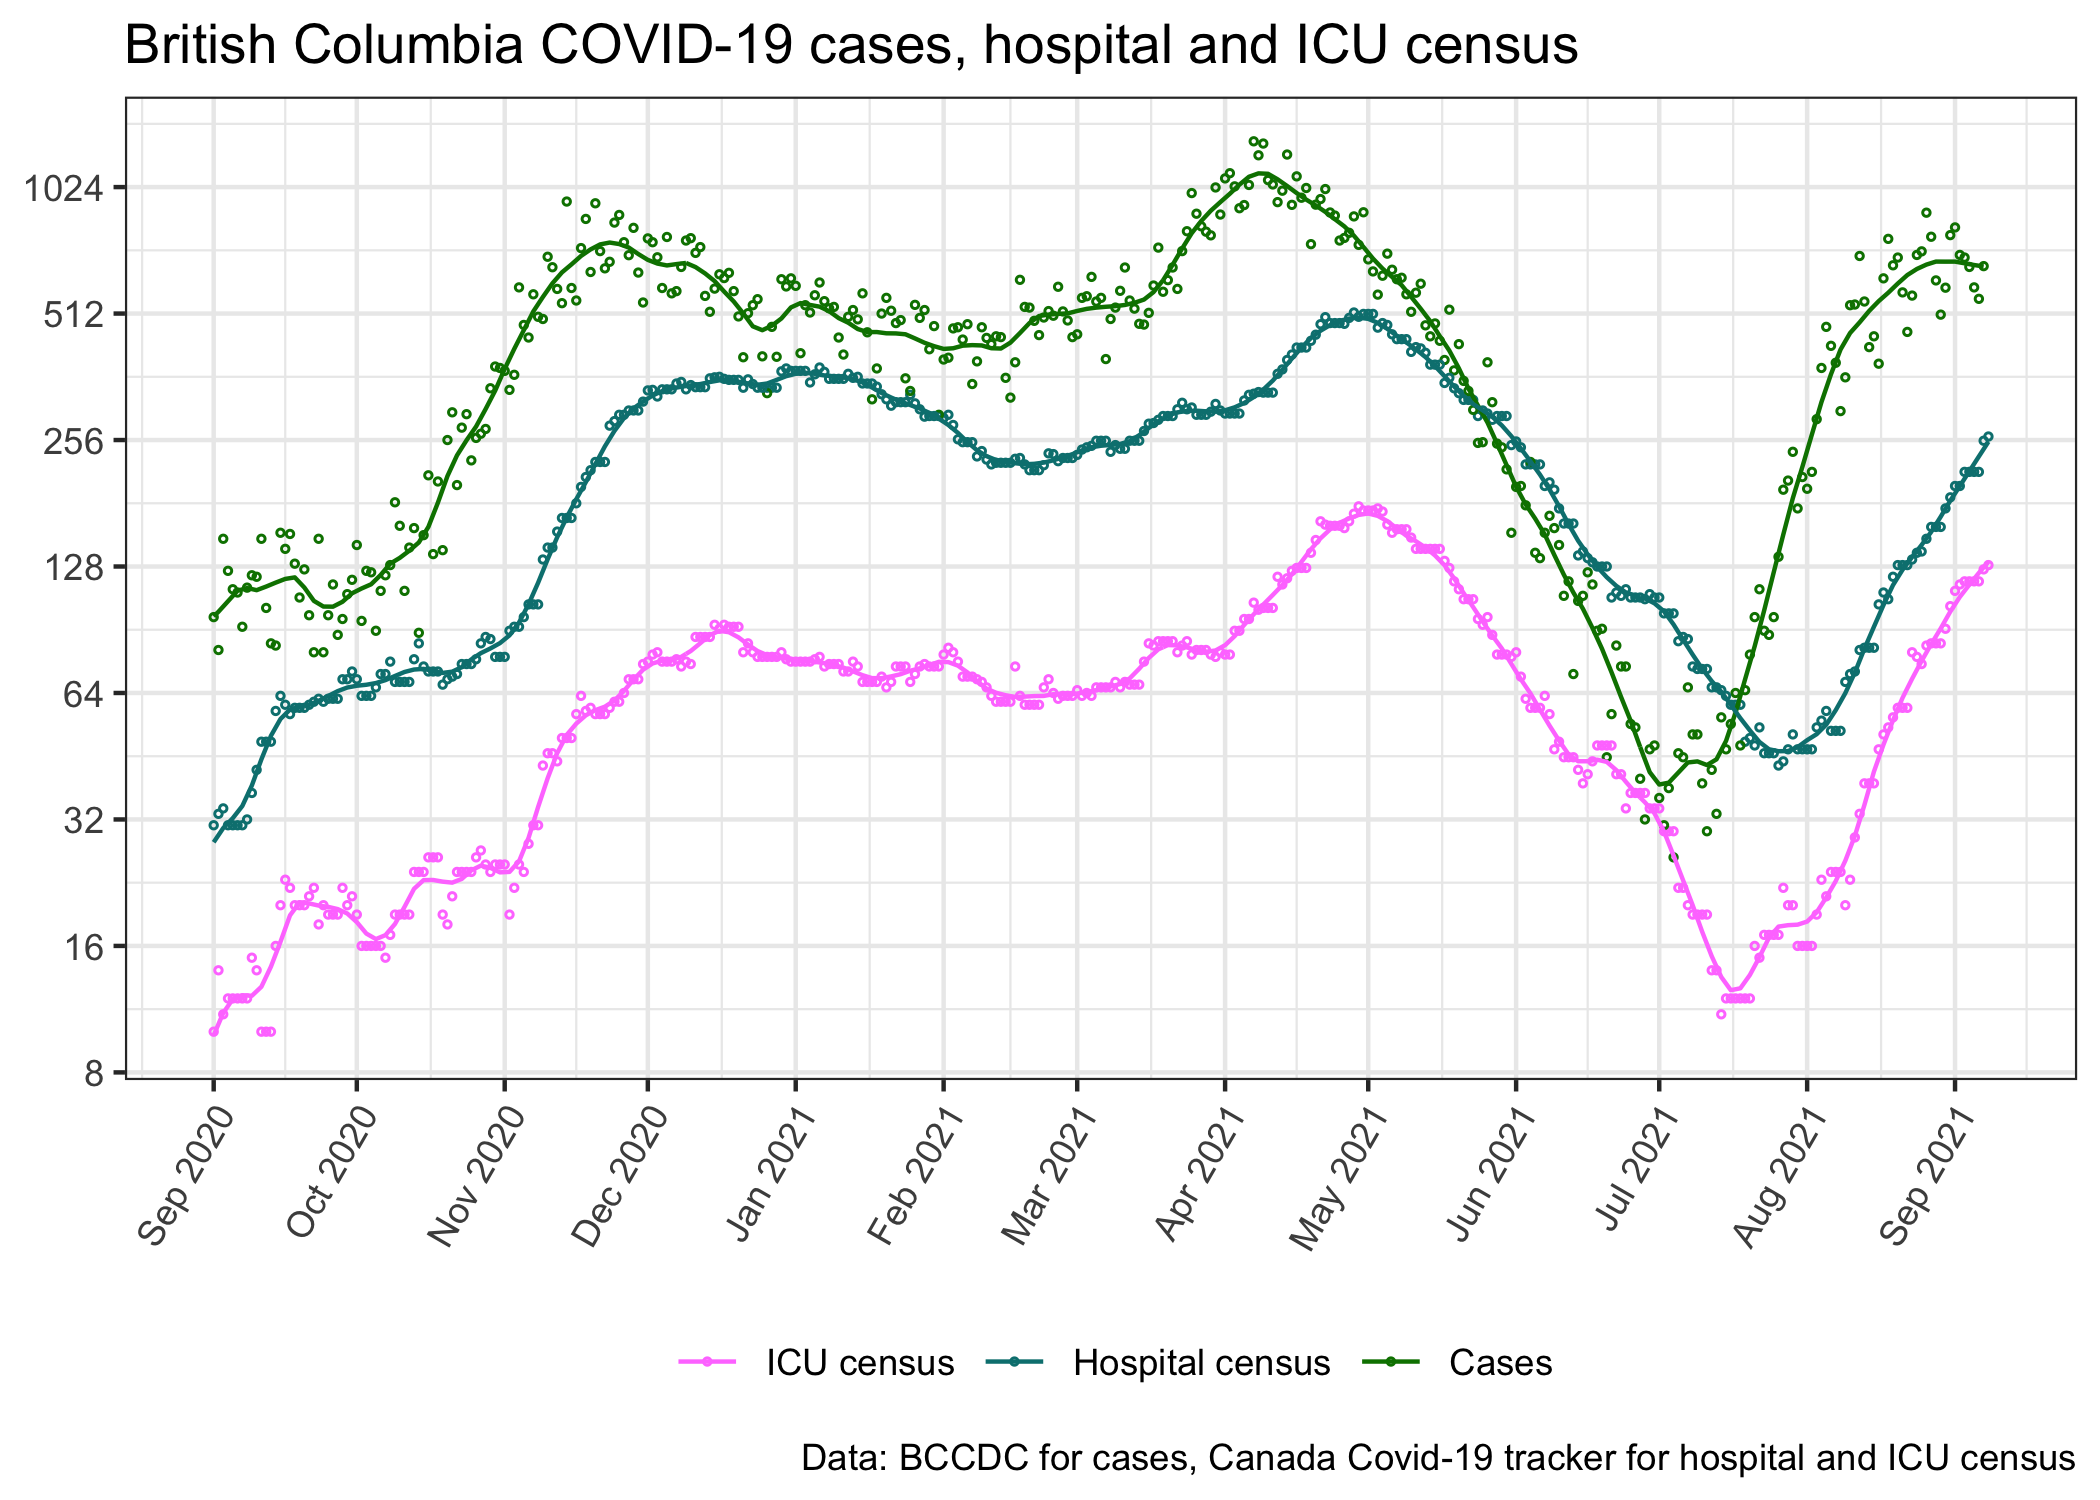 British Columbia COVID-19 cases, hospital and ICU census
1024
512
256
128
64
32
16
8
Sep 2020
Oct 2020
Nov 2020
Dec 2020
Jan 2021
Feb 2021
Mar 2021
Apr 2021
May 2021
Jun 2021
Jul 2021
Aug 2021
Sep 2021
ICU census
Hospital census
Cases
Data: BCCDC for cases, Canada Covid-19 tracker for hospital and ICU census